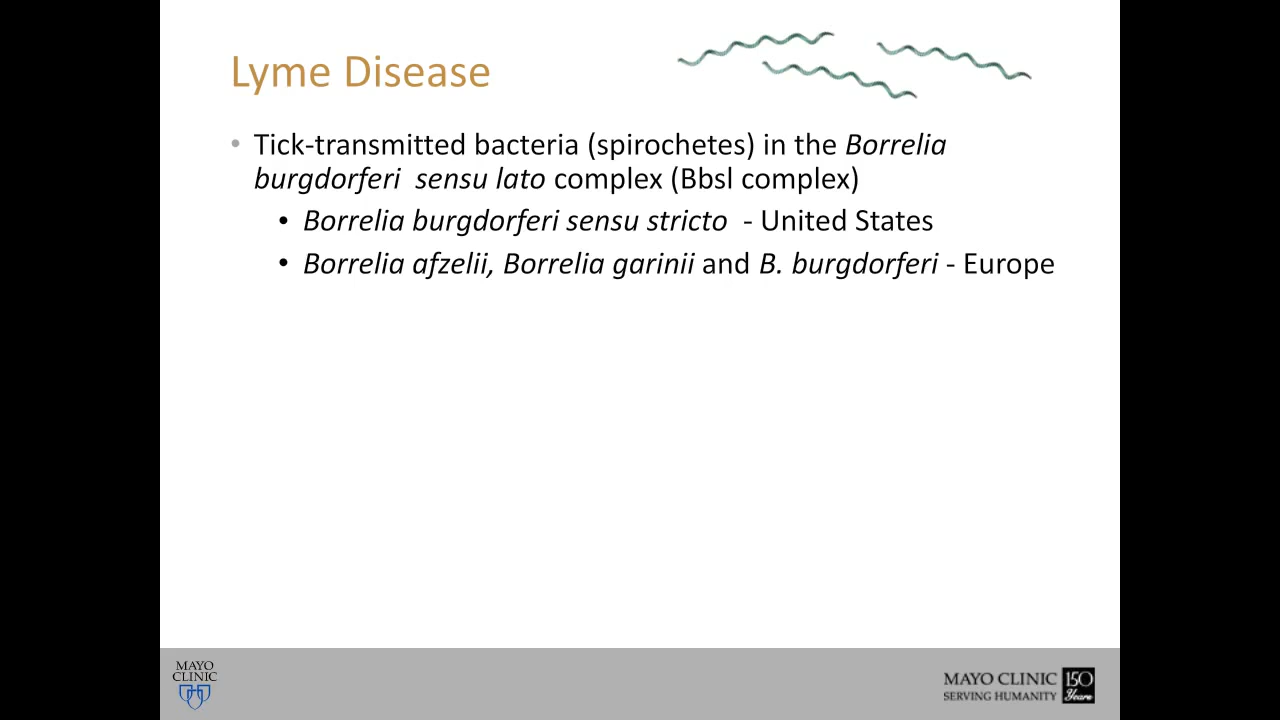 Lyme Disease
• Tick-transmitted bacteria (spirochetes) in the Borrelia
burgdorferi sensu lato complex (Bbsl complex)
• Borrelia burgdorferi sensu stricto - United States
• Borrelia afzelii, Borrelia garinii and B. burgdorferi - Europe
MAYO
CLINIC
MAYO CLINIC
SERVING HUMANITY
150
Years